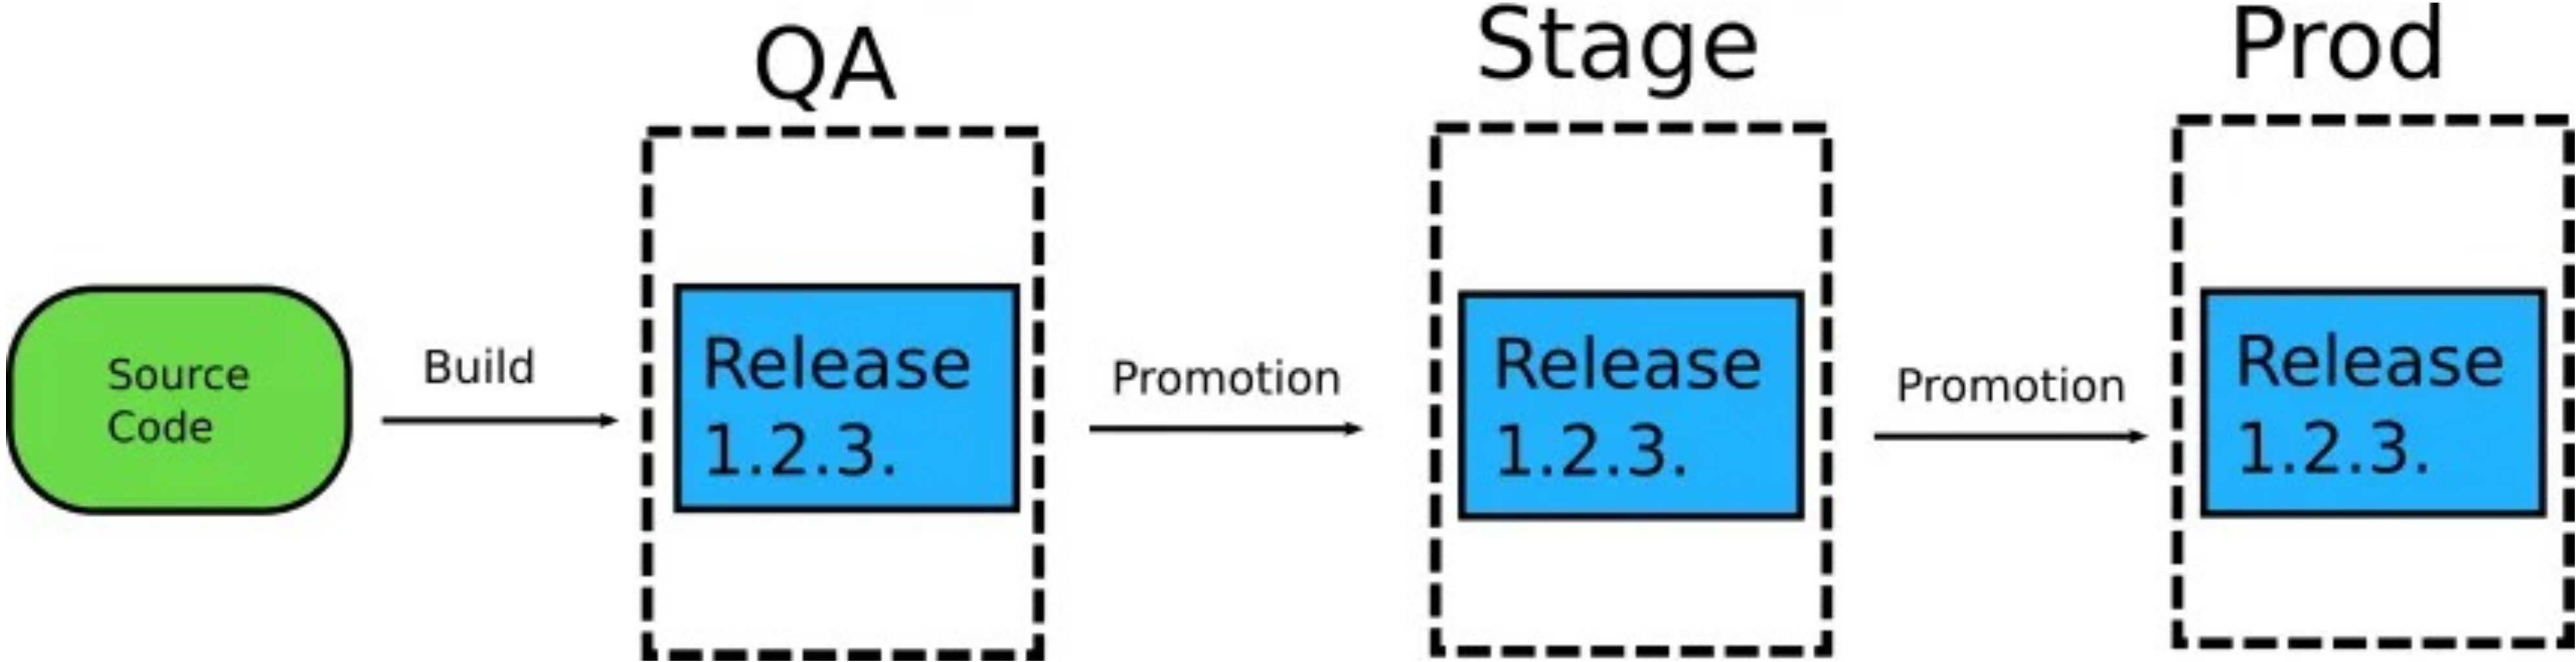 QA
Stage
Prod
Source
Code
Build
Release
1.2.3.
Promotion
Release
1.2.3.
Promotion
Release
1.2.3.